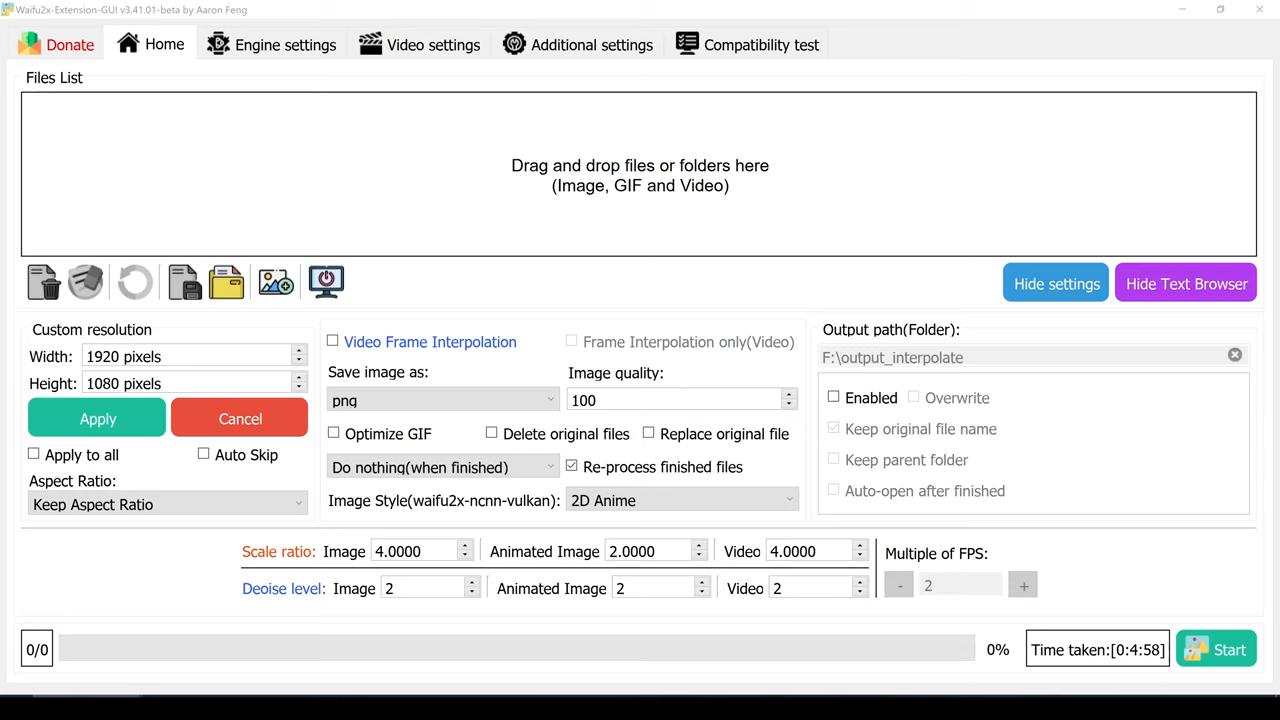 Waifu2x-Extension-GUI v3.41.01-beta by Aaron Feng
Donate Home Engine settings Video settings Additional settings Compatibility test
Files List
Drag and drop files or folders here
(Image, GIF and Video)
Hide settings Hide Text Browser
Custom resolution
Width: 1920 pixels
Height: 1080 pixels
Apply Cancel
Apply to all Auto Skip
Aspect Ratio:
Keep Aspect Ratio
Video Frame Interpolation Frame Interpolation only(Video)
Save image as: Image quality:
png 100
Optimize GIF Delete original files Replace original file
Do nothing(when finished) Re-process finished files
Image Style(waifu2x-ncnn-vulkan): 2D Anime
Output path(Folder):
F:\output_interpolate
Enabled Overwrite
Keep original file name
Keep parent folder
Auto-open after finished
Scale ratio: Image 4.0000 Animated Image 2.0000 Video 4.0000
Deoise level: Image 2 Animated Image 2 Video 2
Multiple of FPS:
- 2 +
0/0 0% Time taken:[0:4:58] Start